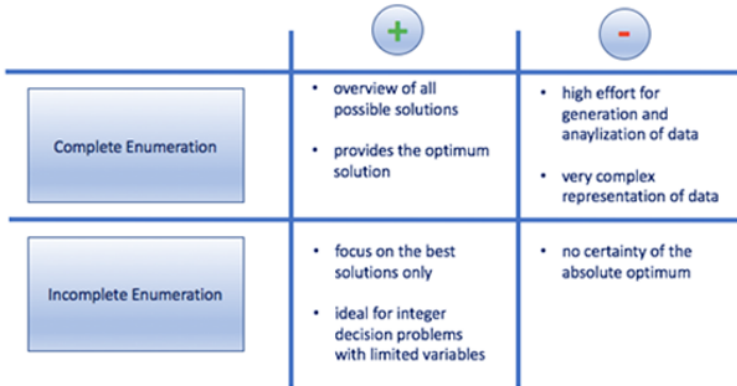 +
-
Complete Enumeration
• overview of all
possible solutions
• provides the optimum
solution
• high effort for
generation and
anaylization of data
• very complex
representation of data
Incomplete Enumeration
• focus on the best
solutions only
• ideal for integer
decision problems
with limited variables
• no certainty of the
absolute optimum